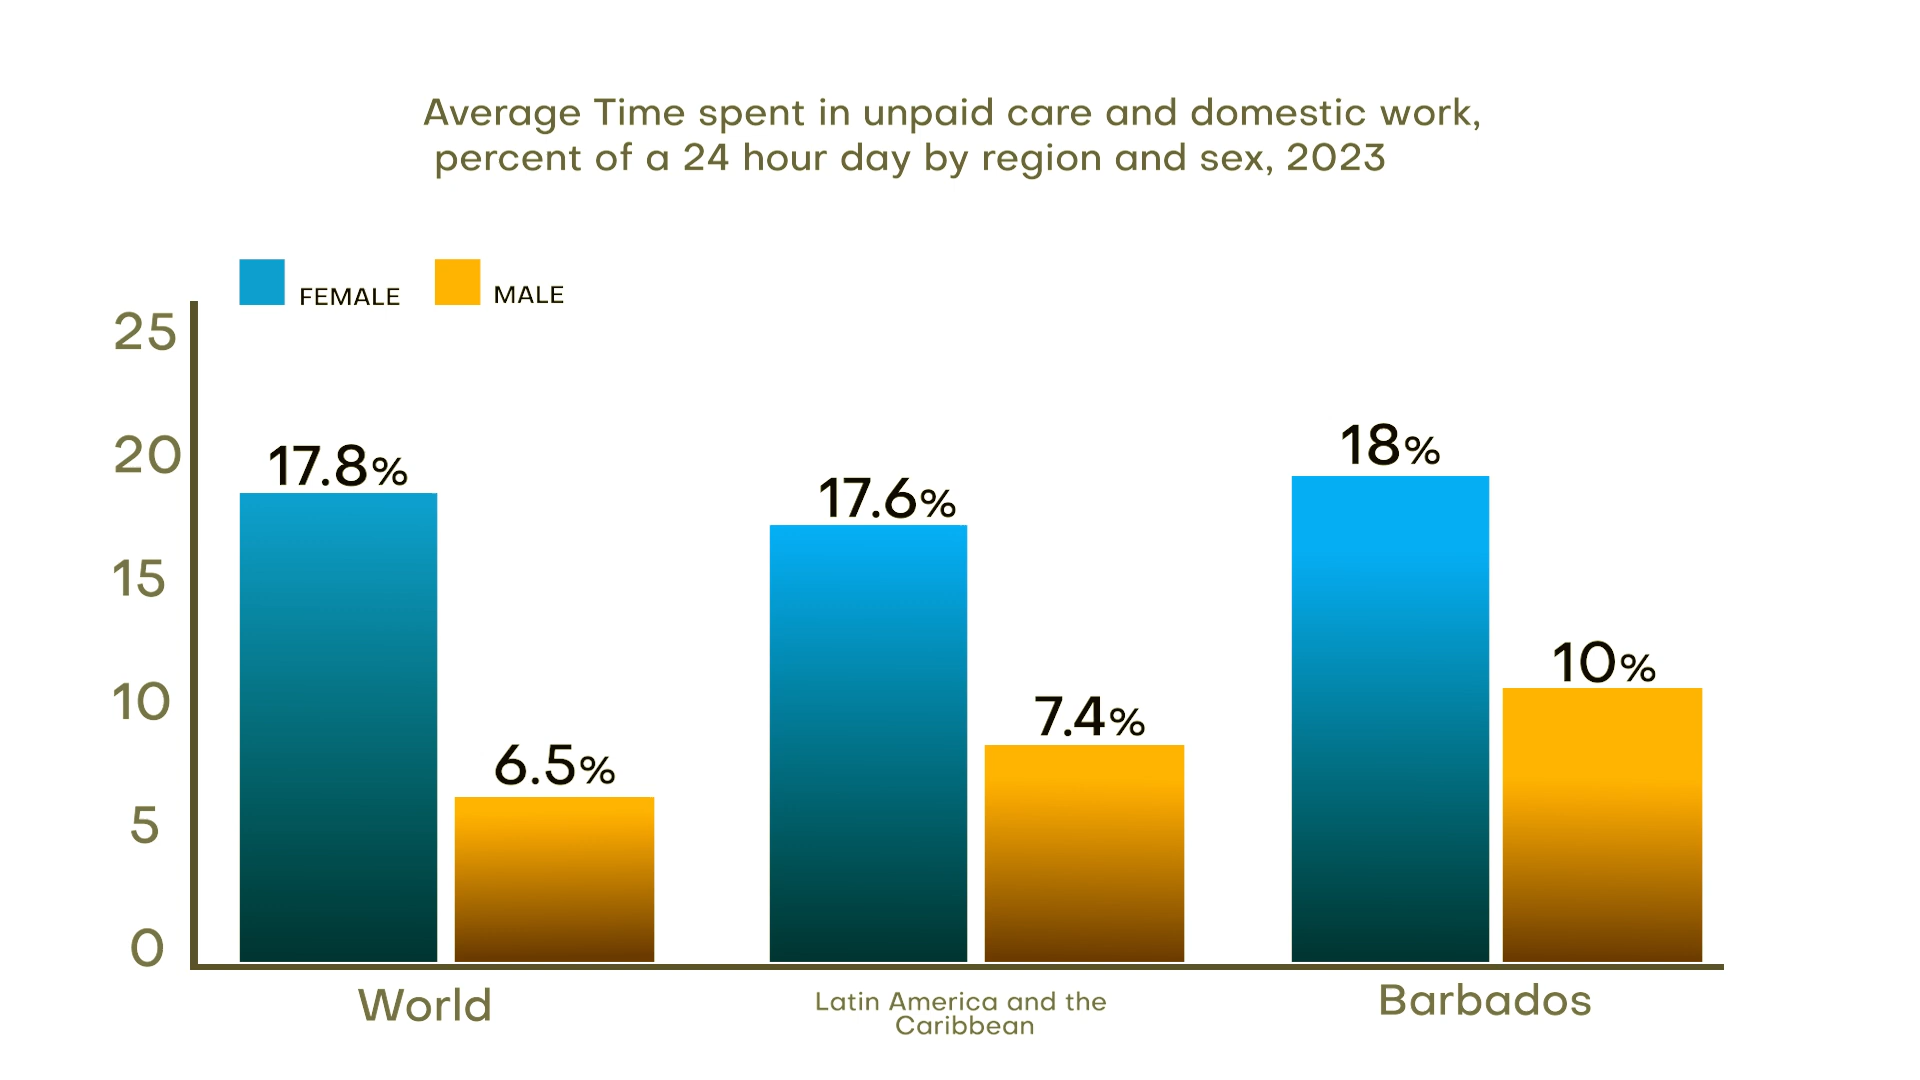 Average Time spent in unpaid care and domestic work,
percent of a 24 hour day by region and sex, 2023
FEMALE MALE
25
20
15
10
5
0
17.8%
6.5%
17.6%
7.4%
18%
10%
World
Latin America and the
Caribbean
Barbados